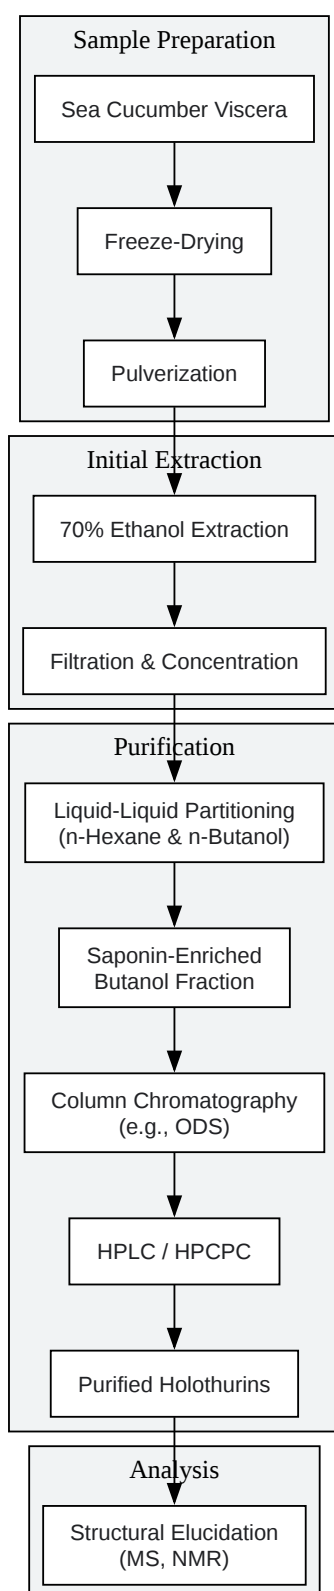 Sample Preparation
Sea Cucumber Viscera
Freeze-Drying
Pulverization
Initial Extraction
70% Ethanol Extraction
Filtration & Concentration
Purification
Liquid-Liquid Partitioning
(n-Hexane & n-Butanol)
Saponin-Enriched
Butanol Fraction
Column Chromatography
(e.g., ODS)
HPLC / HPCPC
Purified Holothurins
Analysis
Structural Elucidation
(MS, NMR)